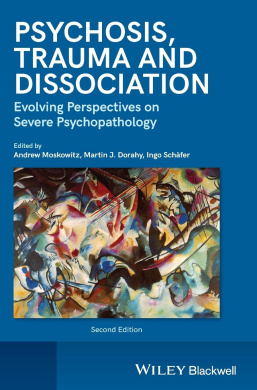 PSYCHOSIS,
TRAUMA AND
DISSOCIATION
Evolving Perspectives on
Severe Psychopathology
Edited by
Andrew Moskowitz, Martin J. Dorahy, Ingo Schäfer
Second Edition
WILEY Blackwell